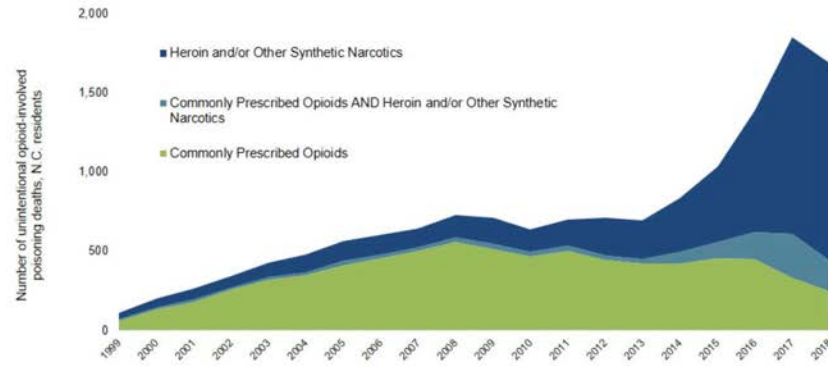 2,000
Heroin and/or Other Synthetic Narcotics
1,500
Commonly Prescribed Opioids AND Heroin and/or Other Synthetic
Narcotics
Commonly Prescribed Opioids
1,000
500
0
Number of unintentional opioid-involved
poisoning deaths, N.C. residents
1999 2000 2001 2002 2003 2004 2005 2006 2007 2008 2009 2010 2011 2012 2013 2014 2015 2016 2017 2018